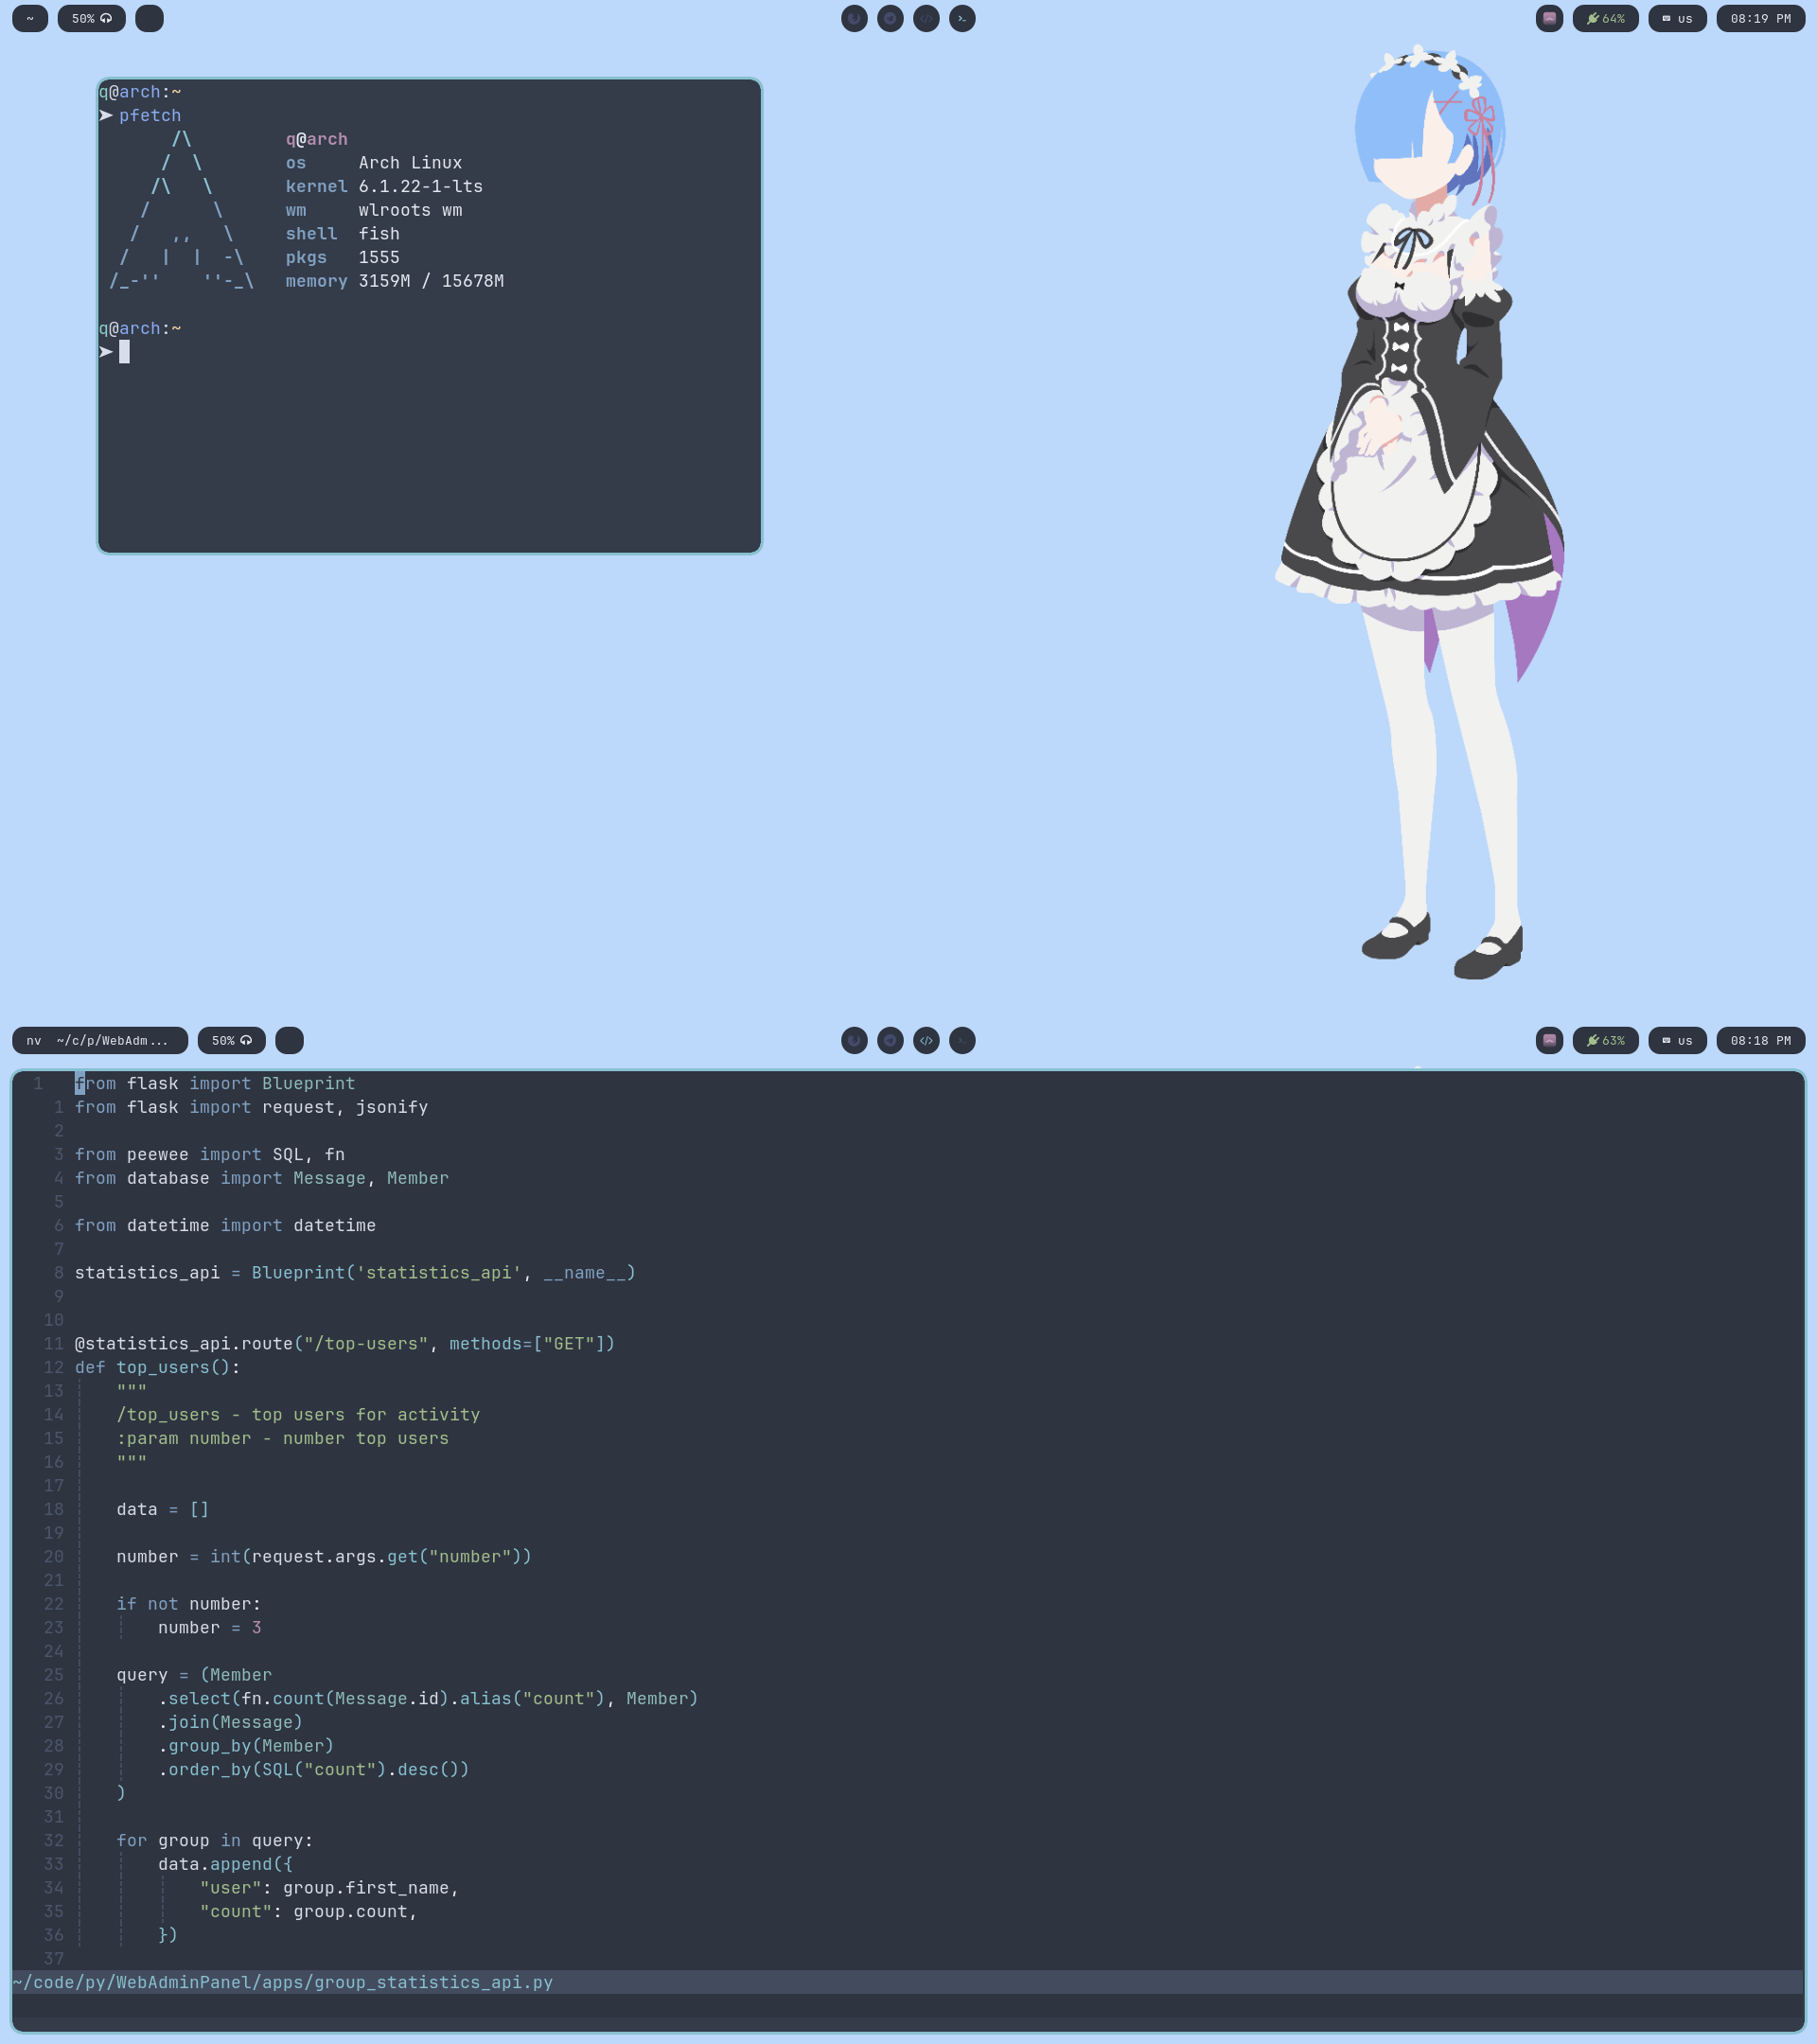 ~ 50% 64% us 08:19 PM
q@arch:~
➤ pfetch
/\ q@arch
/ \ os Arch Linux
/\ \ kernel 6.1.22-1-lts
/ \ wm wlroots wm
/ ,, \ shell fish
/ | | -\ pkgs 1555
/_-'' ''-_\ memory 3159M / 15678M
q@arch:~
➤
nv ~/c/p/WebAdm... 50% </> 63% us 08:18 PM
1 from flask import Blueprint
1 from flask import request, jsonify
2
3 from peewee import SQL, fn
4 from database import Message, Member
5
6 from datetime import datetime
7
8 statistics_api = Blueprint('statistics_api', __name__)
9
10
11 @statistics_api.route("/top-users", methods=["GET"])
12 def top_users():
13 """
14 /top_users - top users for activity
15 :param number - number top users
16 """
17
18 data = []
19
20 number = int(request.args.get("number"))
21
22 if not number:
23 number = 3
24
25 query = (Member
26 .select(fn.count(Message.id).alias("count"), Member)
27 .join(Message)
28 .group_by(Member)
29 .order_by(SQL("count").desc())
30 )
31
32 for group in query:
33 data.append({
34 "user": group.first_name,
35 "count": group.count,
36 })
37
~/code/py/WebAdminPanel/apps/group_statistics_api.py